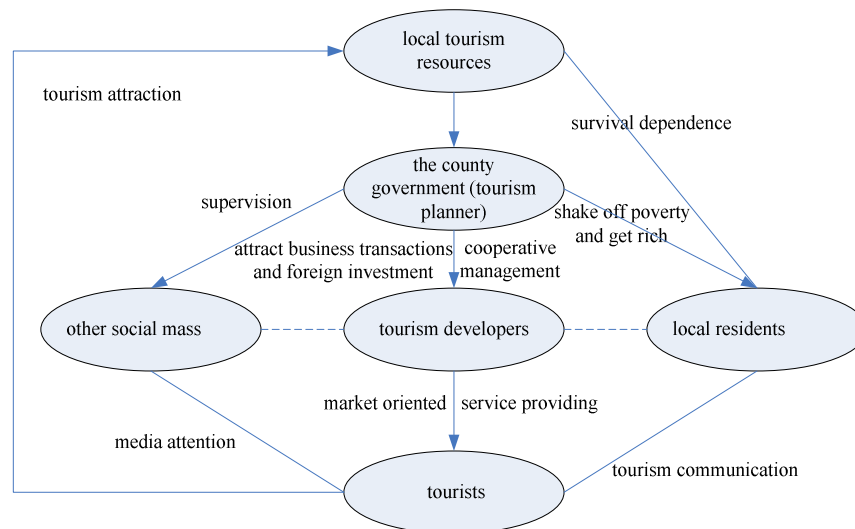 local tourism
resources
tourism attraction
survival dependence
the county
government (tourism
planner)
supervision
shake off poverty
and get rich
attract business transactions
and foreign investment
cooperative
management
other social mass
tourism developers
local residents
market oriented
service providing
media attention
tourism communication
tourists